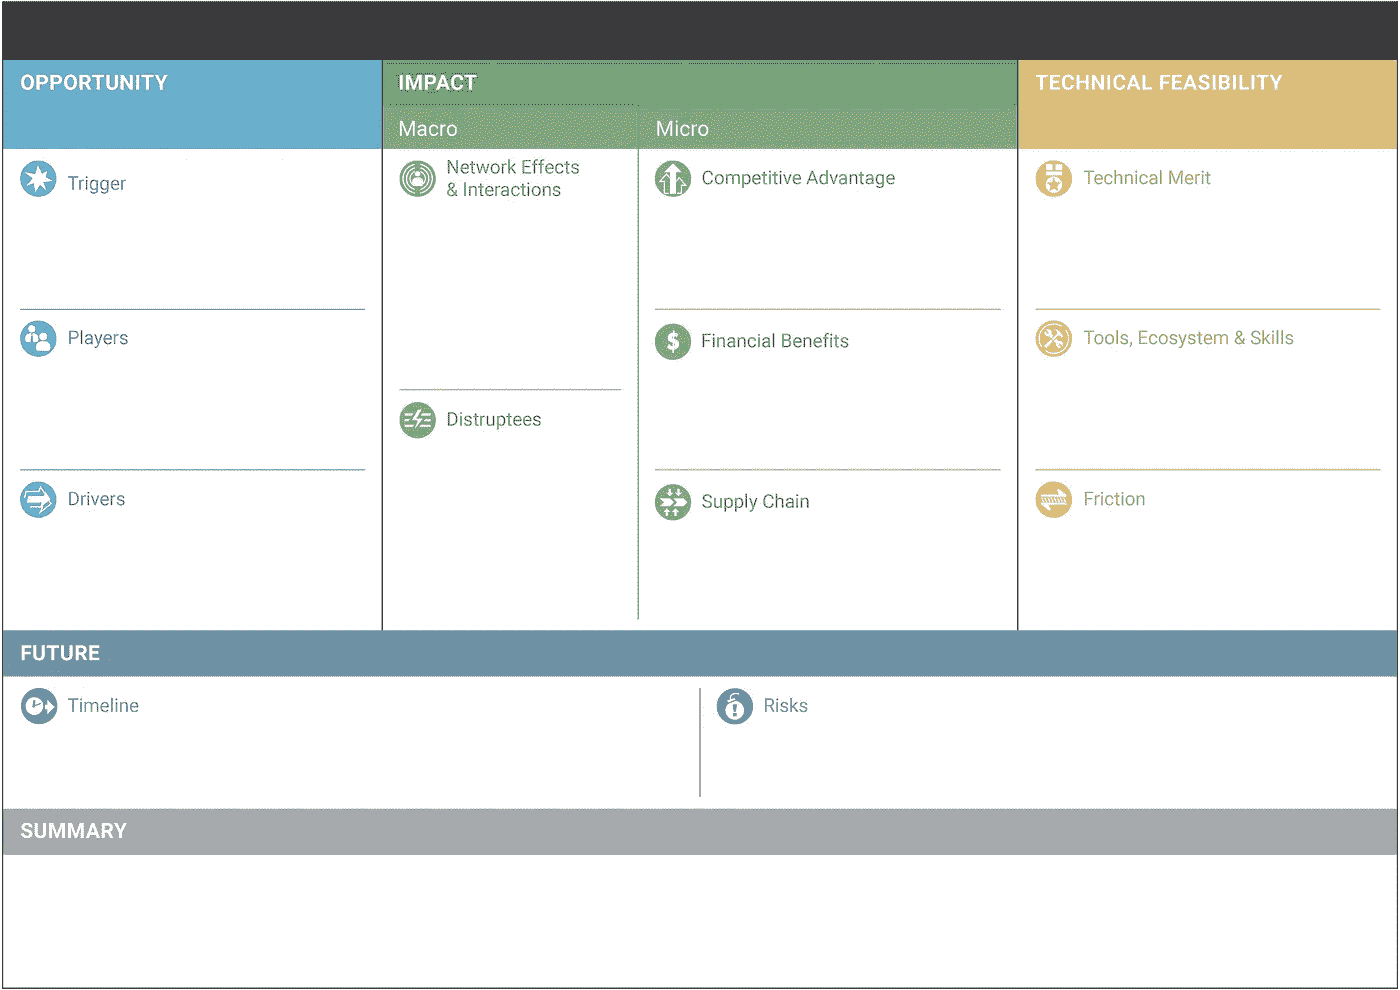 OPPORTUNITY
Trigger
Players
Drivers
IMPACT
Macro
Network Effects
& Interactions
Distruptees
Micro
Competitive Advantage
$
Financial Benefits
Supply Chain
TECHNICAL FEASIBILITY
Technical Merit
Tools, Ecosystem & Skills
Friction
FUTURE
Timeline
Risks
SUMMARY